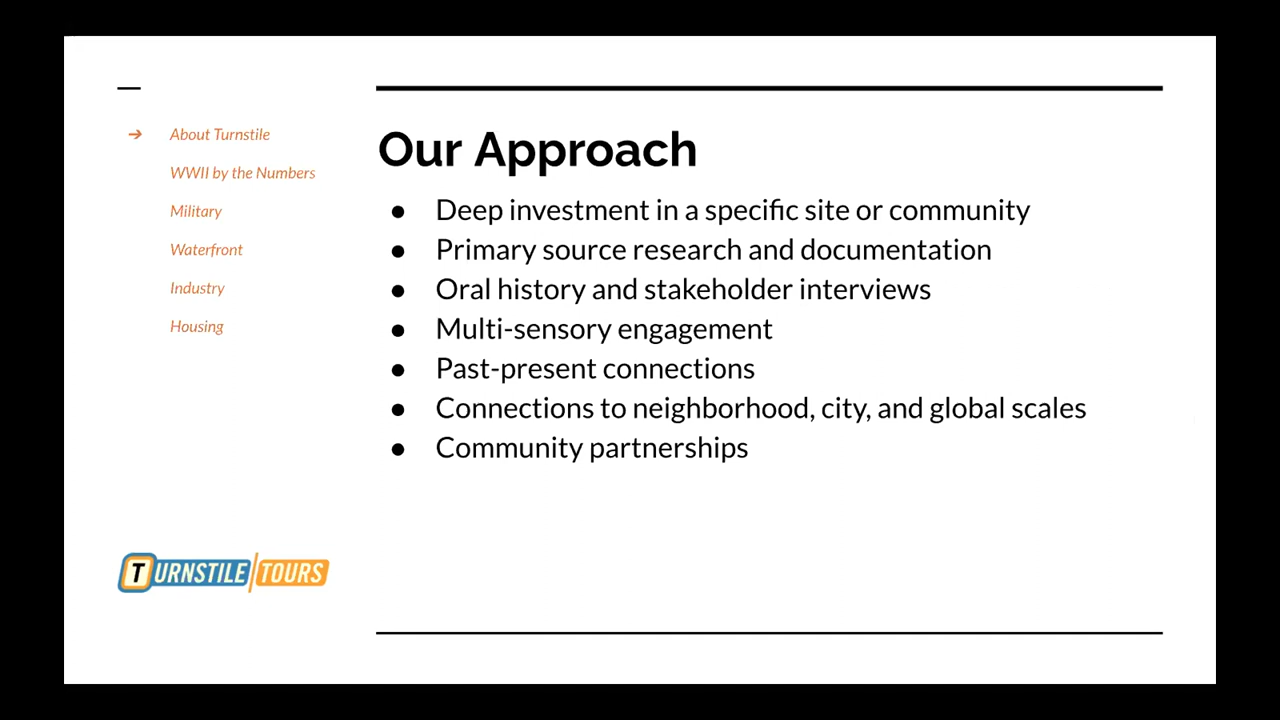 ➔ About Turnstile
WWII by the Numbers
Military
Waterfront
Industry
Housing
TURNSTILE TOURS
Our Approach
● Deep investment in a specific site or community
● Primary source research and documentation
● Oral history and stakeholder interviews
● Multi-sensory engagement
● Past-present connections
● Connections to neighborhood, city, and global scales
● Community partnerships